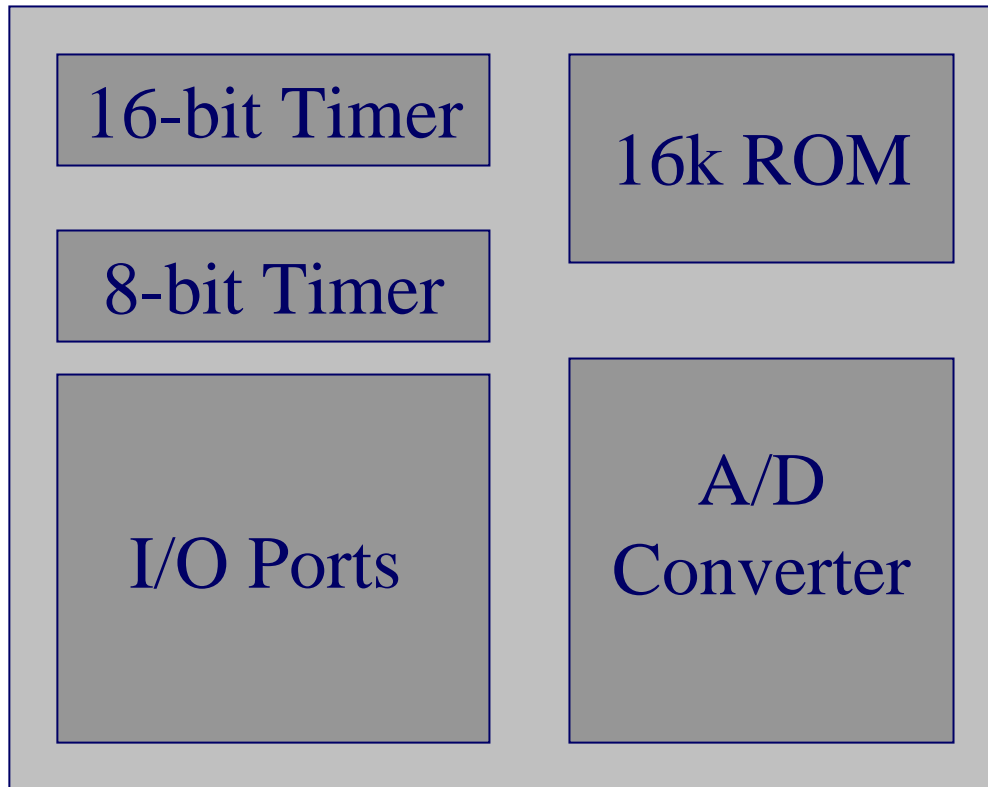 16-bit Timer
16k ROM
8-bit Timer
A/D
Converter
I/O Ports